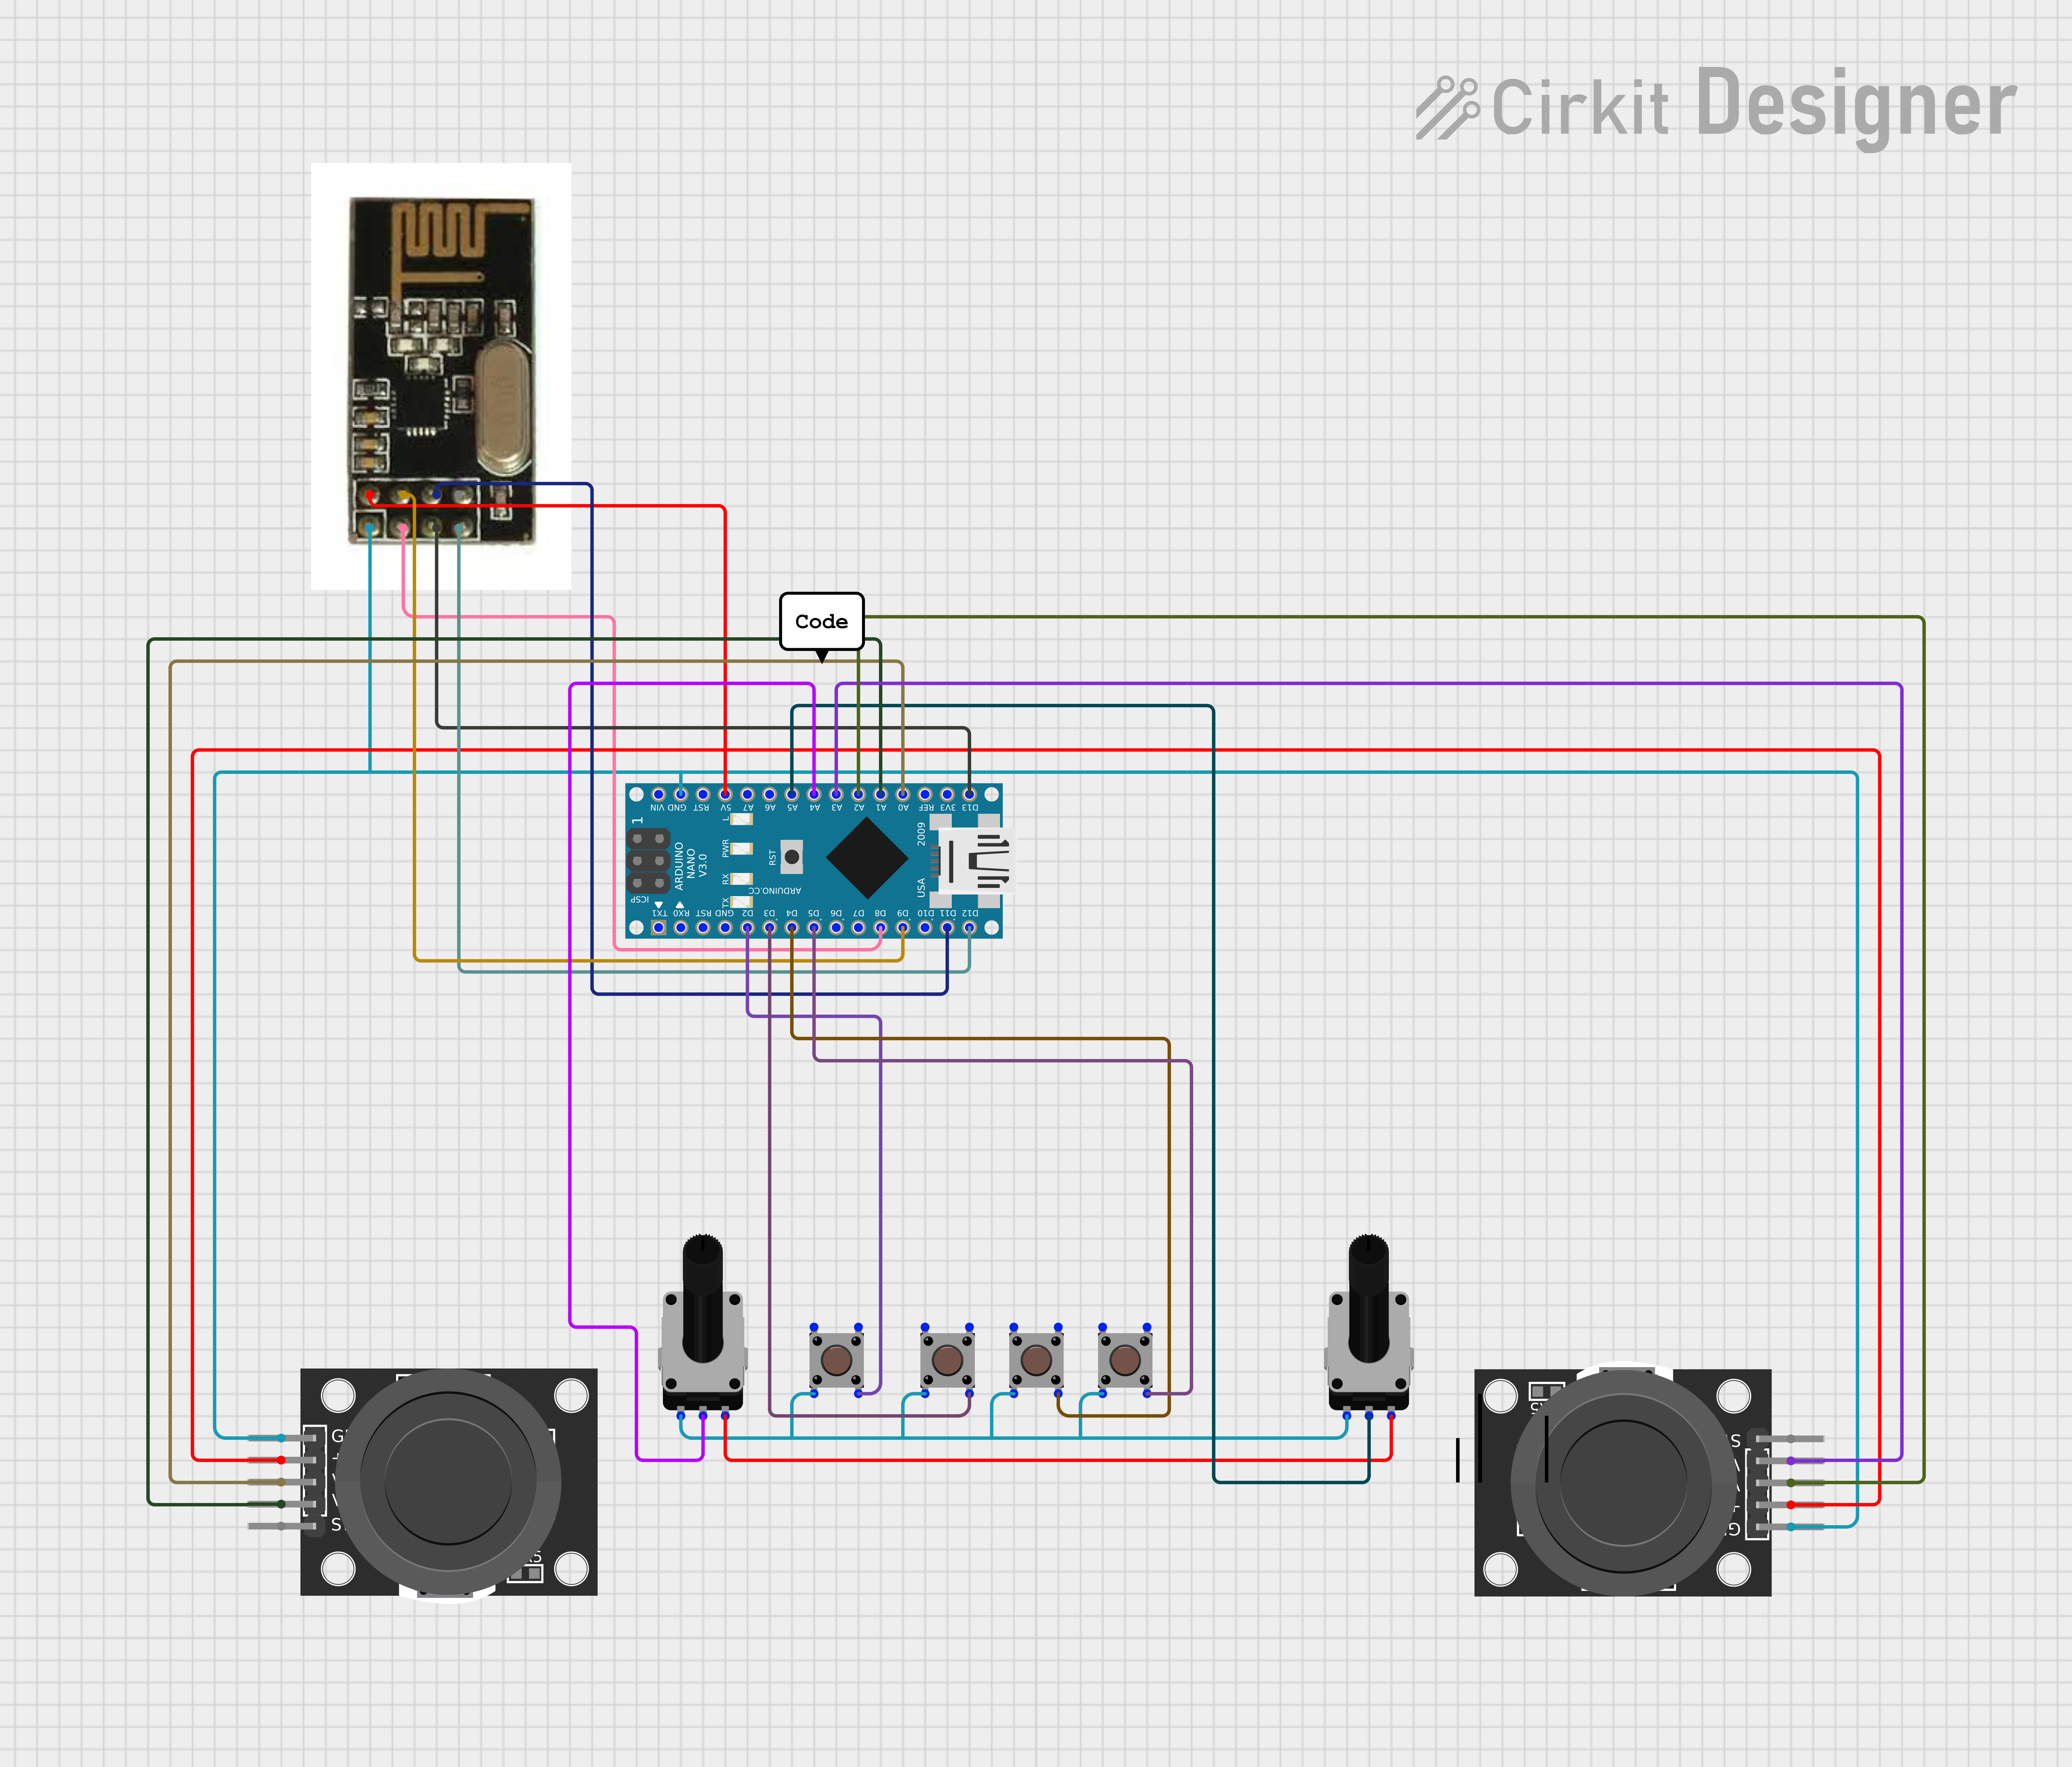 Cirkit Designer
Code
VIN GND RST 5V A7 A6 A5 A4 A3 A2 A1 A0 REF 3V3 D13
1
L
PWR
RX
TX
RST
2009
USA
ARDUINO
NANO
V3.0
ARDUINO.CC
ICSP
TX1 RX0 RST GND D2 D3 D4 D5 D6 D7 D8 D9 D10 D11 D12